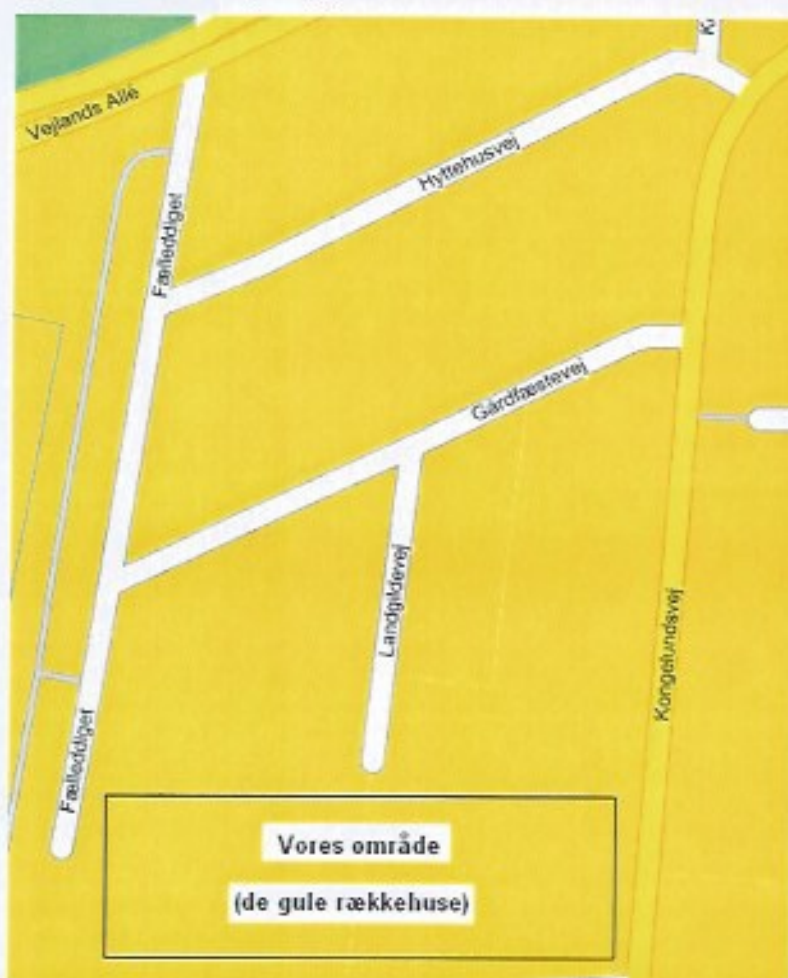 Vejlands Allé
Fælleddiget
Hyttehusvej
Gårdfæstevej
Landgildevej
Kongelundsvej
Fælleddiget
Vores område
(de gule rækkehuse)